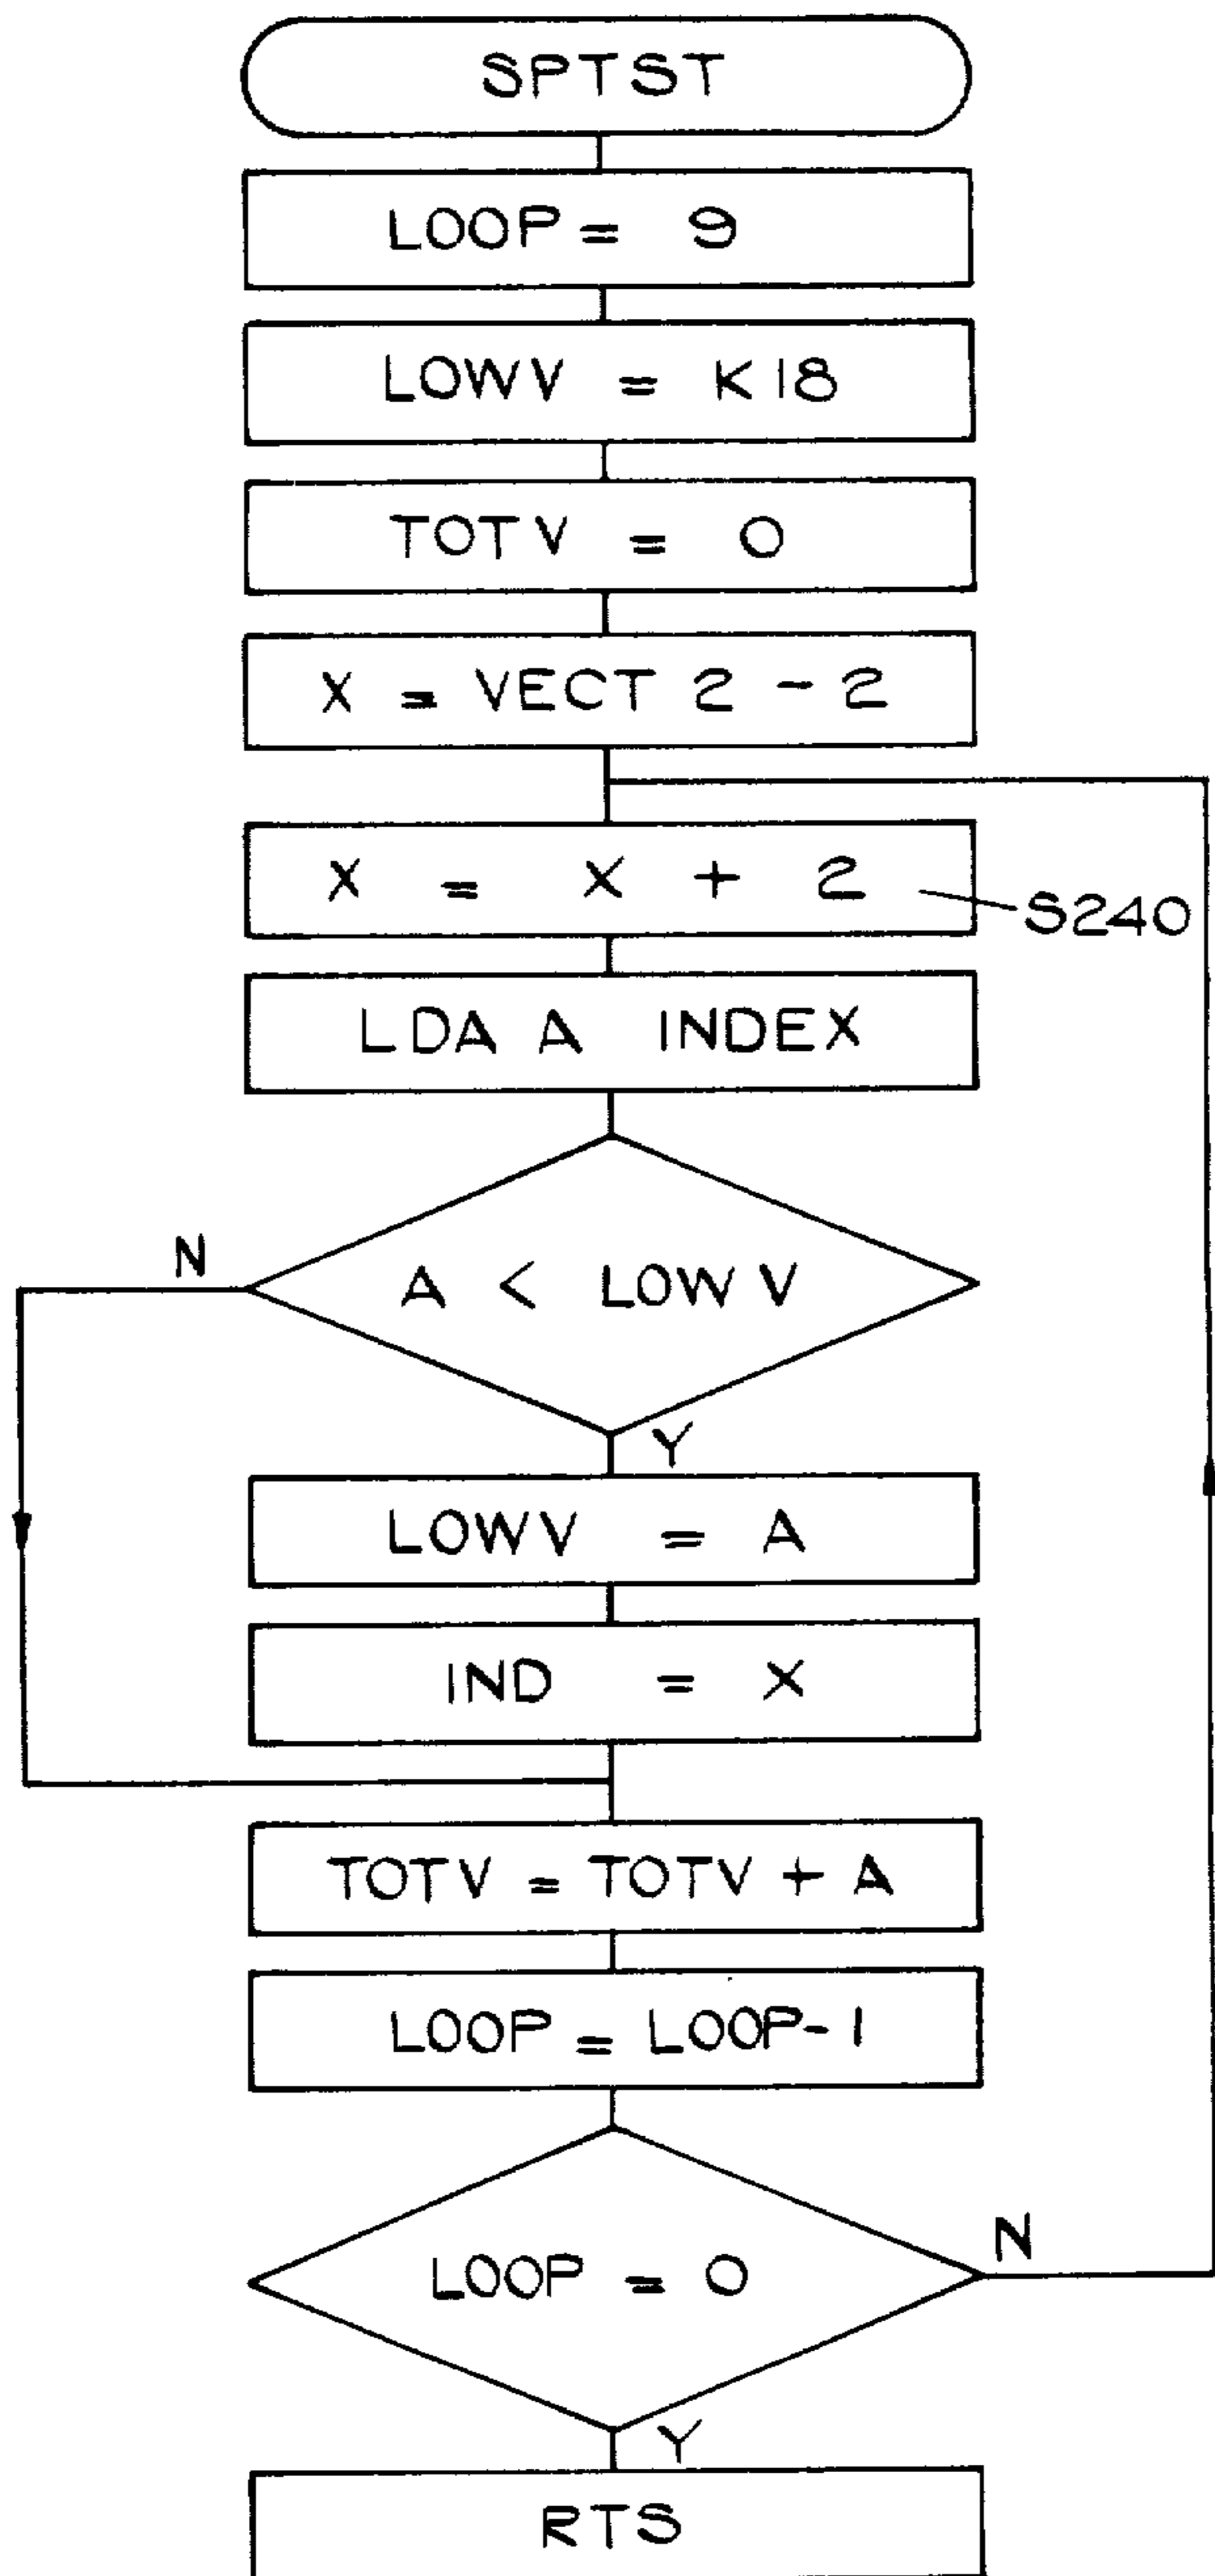 SPTST
LOOP = 9
LOWV = K18
TOTV = 0
X = VECT 2 - 2
X = X + 2
S240
LDA A INDEX
N
A < LOWV
Y
LOWV = A
IND = X
TOTV = TOTV + A
LOOP = LOOP-1
N
LOOP = 0
Y
RTS